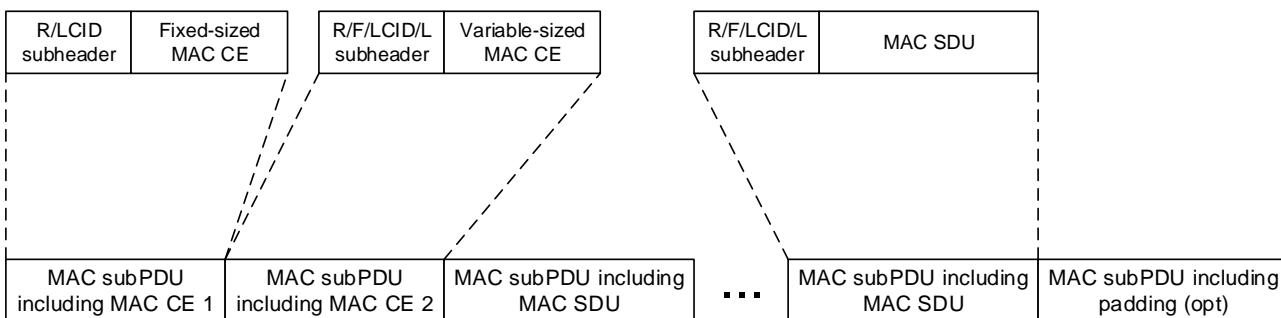 R/LCID
subheader
Fixed-sized
MAC CE
R/F/LCID/L
subheader
Variable-sized
MAC CE
R/F/LCID/L
subheader
MAC SDU
MAC subPDU
including MAC CE 1
MAC subPDU
including MAC CE 2
MAC subPDU including
MAC SDU
...
MAC subPDU including
MAC SDU
MAC subPDU including
padding (opt)